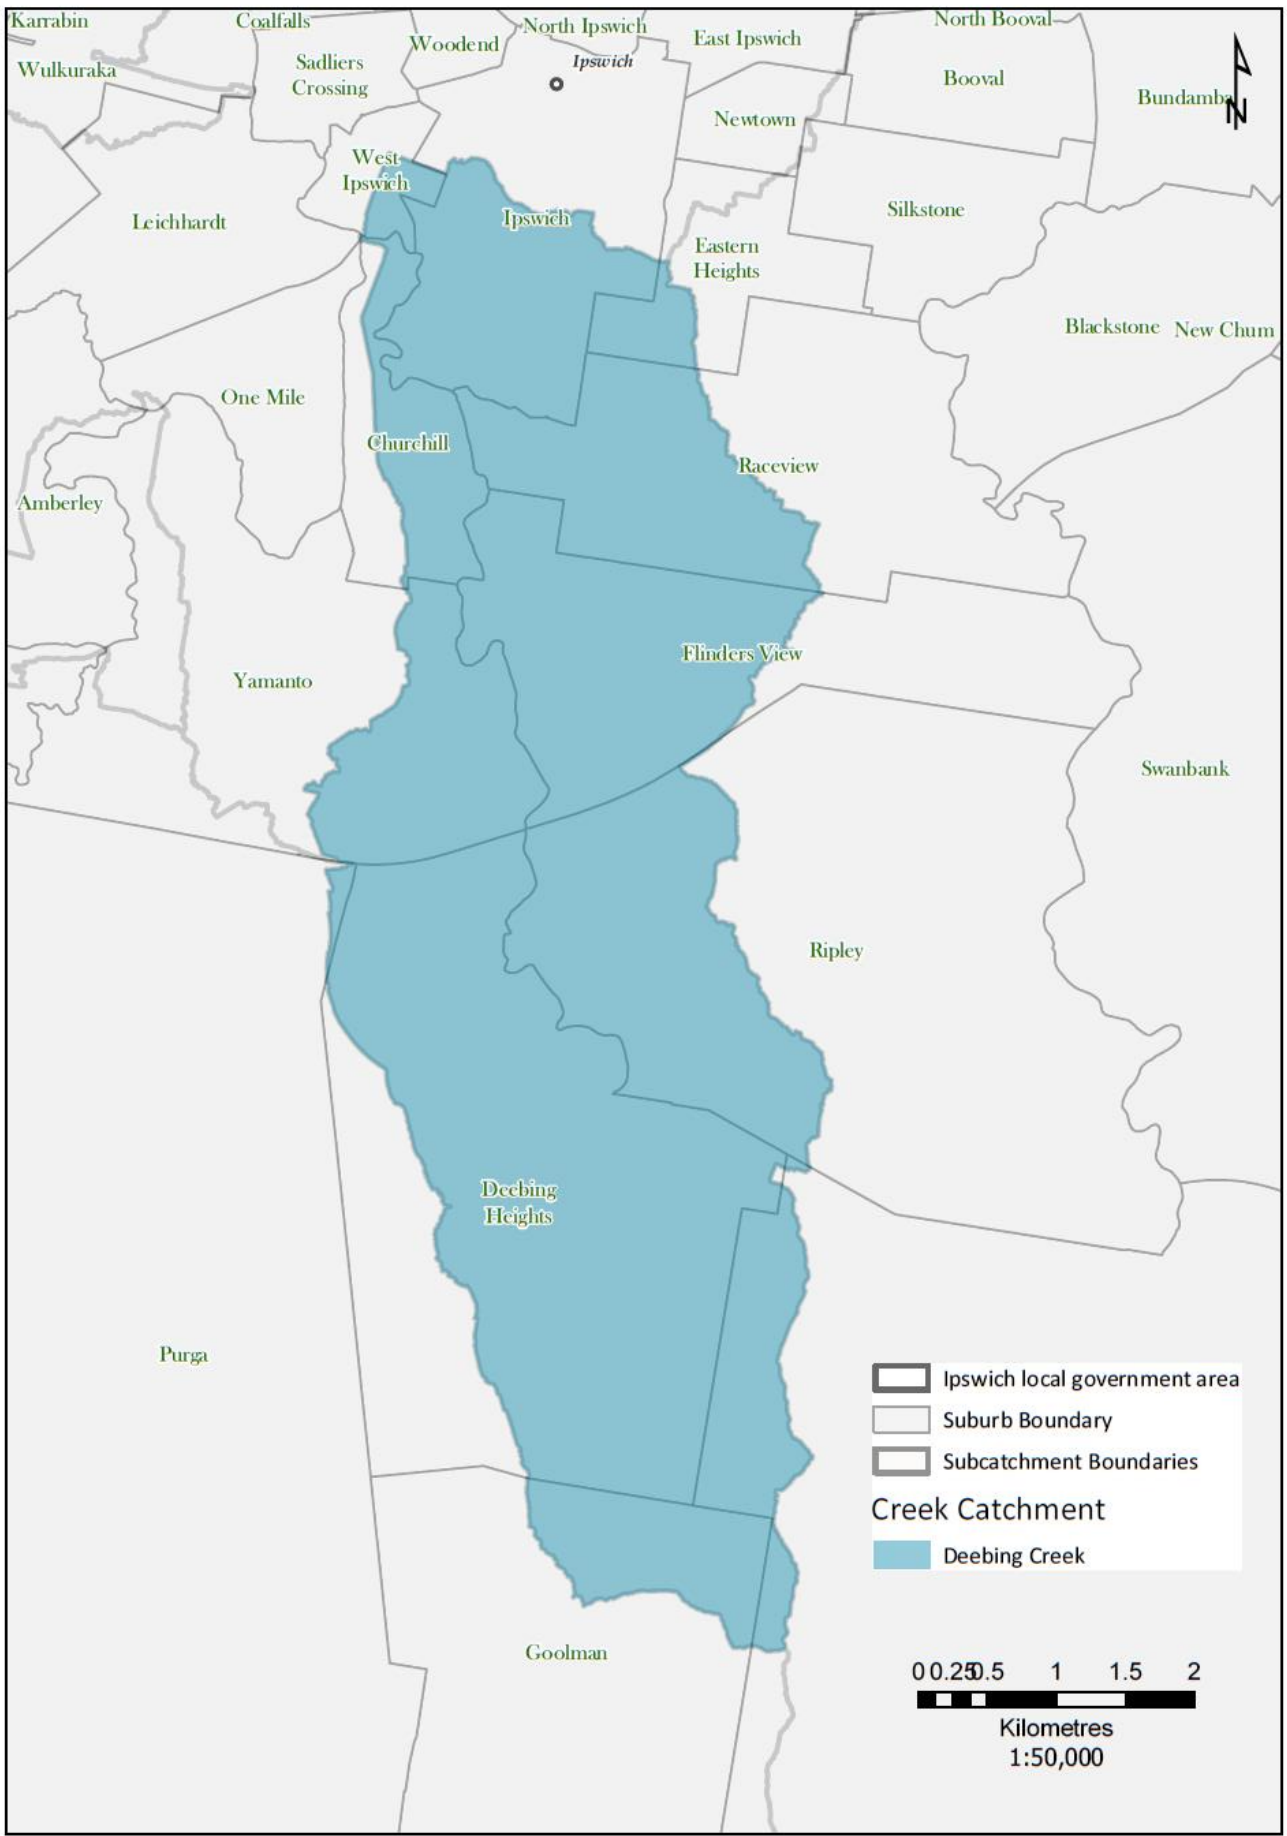 Karrabin
Coalfalls
North Ipswich
North Booval
Woodend
East Ipswich
Wulkuraka
Sadliers
Crossing
Ipswich
Booval
Bundamba
N
Newtown
West
Ipswich
Leichhardt
Ipswich
Silkstone
Eastern
Heights
Blackstone
New Chum
One Mile
Churchill
Raceview
Amberley
Flinders View
Yamanto
Swanbank
Ripley
Deebing
Heights
Purga
Ipswich local government area
Suburb Boundary
Subcatchment Boundaries
Creek Catchment
Deebing Creek
Goolman
0 0.25 0.5 1 1.5 2
Kilometres
1:50,000